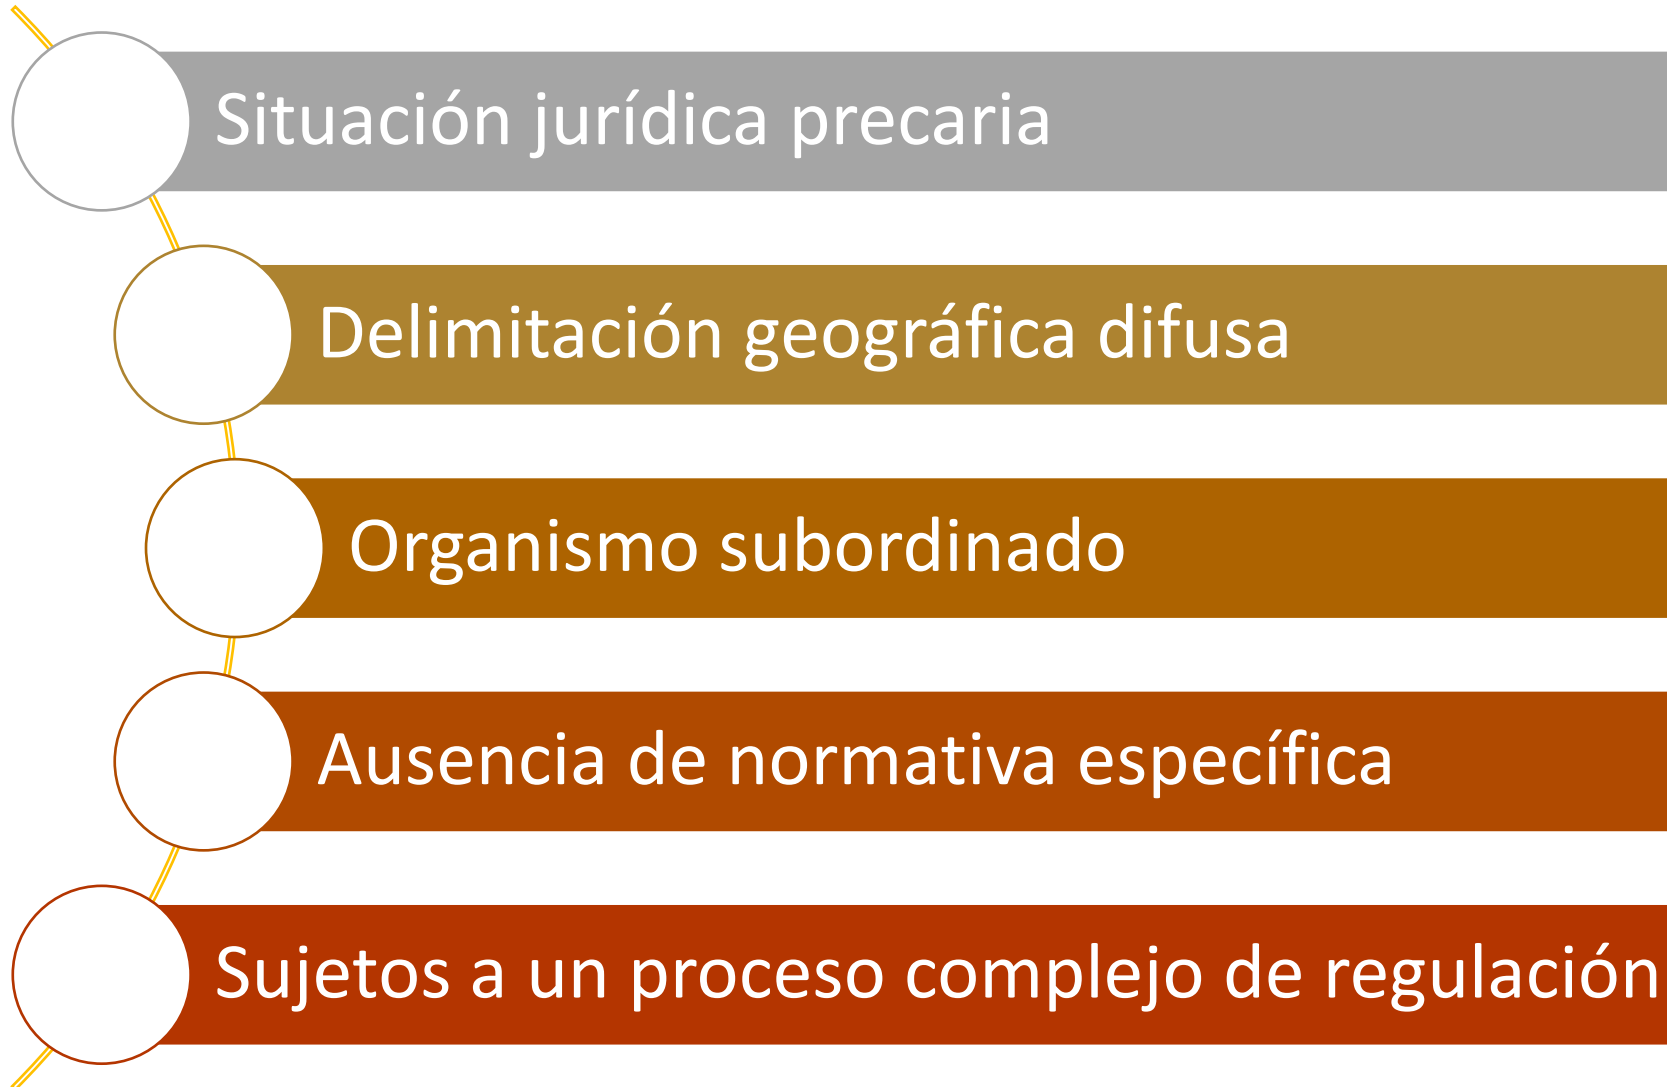 Situación jurídica precaria
Delimitación geográfica difusa
Organismo subordinado
Ausencia de normativa específica
Sujetos a un proceso complejo de regulación